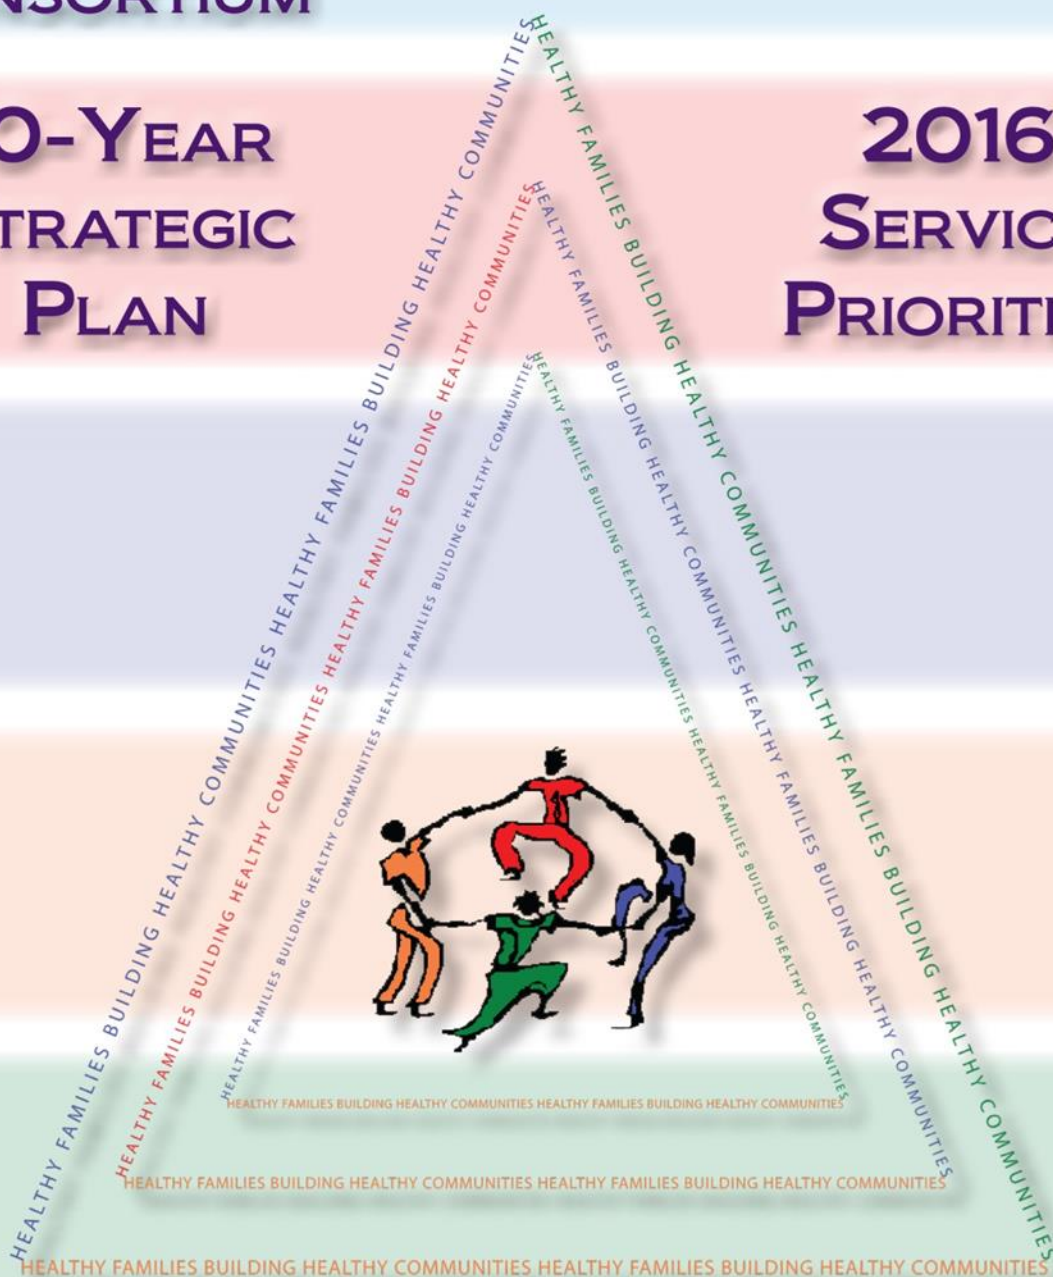 NSORTIUM
0-YEAR
TRATEGIC
PLAN
2016
SERVIC
PRIORITI
HEALTHY FAMILIES BUILDING HEALTHY COMMUNITIES HEALTHY FAMILIES BUILDING HEALTHY COMMUNITIES
HEALTHY FAMILIES BUILDING HEALTHY COMMUNITIES HEALTHY FAMILIES BUILDING HEALTHY COMMUNITIES
HEALTHY FAMILIES BUILDING HEALTHY COMMUNITIES HEALTHY FAMILIES BUILDING HEALTHY COMMUNITIES
HEALTHY FAMILIES BUILDING HEALTHY COMMUNITIES HEALTHY FAMILIES BUILDING HEALTHY COMMUNITIES
HEALTHY FAMILIES BUILDING HEALTHY COMMUNITIES HEALTHY FAMILIES BUILDING HEALTHY COMMUNITIES
HEALTHY FAMILIES BUILDING HEALTHY COMMUNITIES HEALTHY FAMILIES BUILDING HEALTHY COMMUNITIES
HEALTHY FAMILIES BUILDING HEALTHY COMMUNITIES HEALTHY FAMILIES BUILDING HEALTHY COMMUNITIES
HEALTHY FAMILIES BUILDING HEALTHY COMMUNITIES HEALTHY FAMILIES BUILDING HEALTHY COMMUNITIES
HEALTHY FAMILIES BUILDING HEALTHY COMMUNITIES HEALTHY FAMILIES BUILDING HEALTHY COMMUNITIES